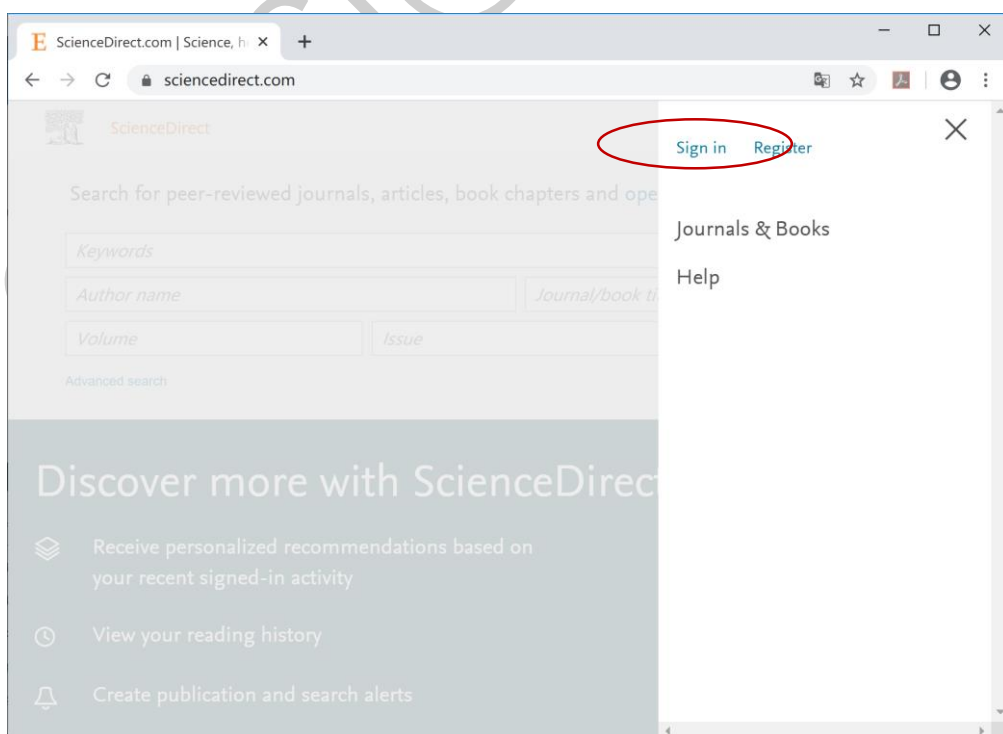 E ScienceDirect.com | Science, h
sciencedirect.com
ScienceDirect
Sign in Register
Search for peer-reviewed journals, articles, book chapters and ope
Journals & Books
Keywords
Help
Author name Journal/book ti
Volume Issue
Advanced search
Discover more with ScienceDirec
Receive personalized recommendations based on
your recent signed-in activity
View your reading history
Create publication and search alerts